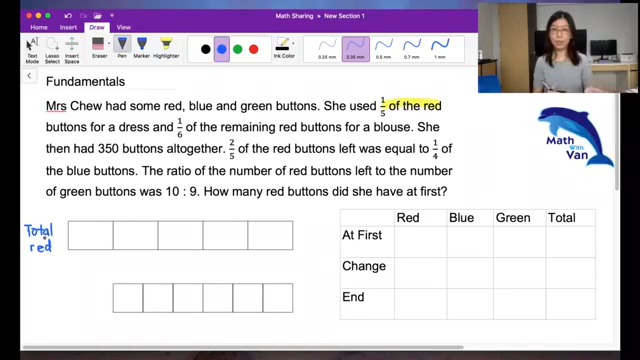 Math Sharing > New Section 1
Home Insert Draw View
Text Mode
Lasso Select
Insert Space
Eraser
Pen
Marker
Highlighter
Ink Color
0.25 mm
0.35 mm
0.5 mm
0.7 mm
1 mm
Fundamentals
Mrs Chew had some red, blue and green buttons. She used 1/5 of the red
buttons for a dress and 1/6 of the remaining red buttons for a blouse. She
then had 350 buttons altogether. 2/5 of the red buttons left was equal to 1/4 of
the blue buttons. The ratio of the number of red buttons left to the number
of green buttons was 10 : 9. How many red buttons did she have at first?
Math
With
Van
Total
red
Red Blue Green Total
At First
Change
End